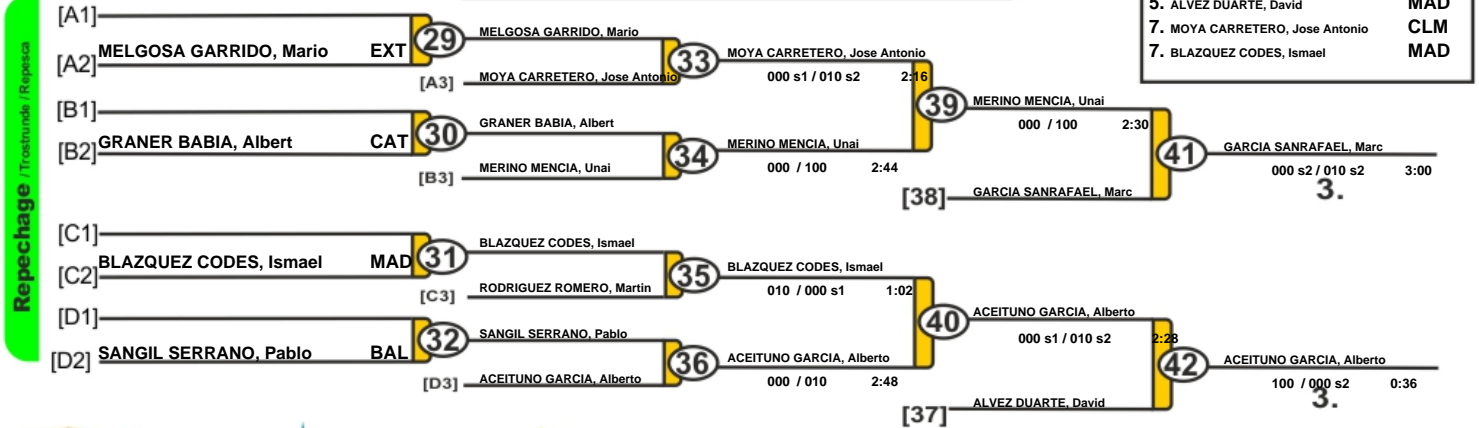 Repechage / Trostrunde / Repesca
5. ALVEZ DUARTE, David MAD
7. MOYA CARRETERO, Jose Antonio CLM
7. BLAZQUEZ CODES, Ismael MAD
[A1]
[A2] MELGOSA GARRIDO, Mario EXT
29
MELGOSA GARRIDO, Mario
[A3] MOYA CARRETERO, Jose Antonio
33
MOYA CARRETERO, Jose Antonio
000 s1 / 010 s2 2:16
[B1]
[B2] GRANER BABIA, Albert CAT
30
GRANER BABIA, Albert
[B3] MERINO MENCIA, Unai
34
MERINO MENCIA, Unai
000 / 100 2:44
39
MERINO MENCIA, Unai
000 / 100 2:30
[38] GARCIA SANRAFAEL, Marc
41
GARCIA SANRAFAEL, Marc
000 s2 / 010 s2 3:00
3.
[C1]
[C2] BLAZQUEZ CODES, Ismael MAD
31
BLAZQUEZ CODES, Ismael
[C3] RODRIGUEZ ROMERO, Martin
35
BLAZQUEZ CODES, Ismael
010 / 000 s1 1:02
[D1]
[D2] SANGIL SERRANO, Pablo BAL
32
SANGIL SERRANO, Pablo
[D3] ACEITUNO GARCIA, Alberto
36
ACEITUNO GARCIA, Alberto
000 / 010 2:48
40
ACEITUNO GARCIA, Alberto
000 s1 / 010 s2 2:28
[37] ALVEZ DUARTE, David
42
ACEITUNO GARCIA, Alberto
100 / 000 s2 0:36
3.